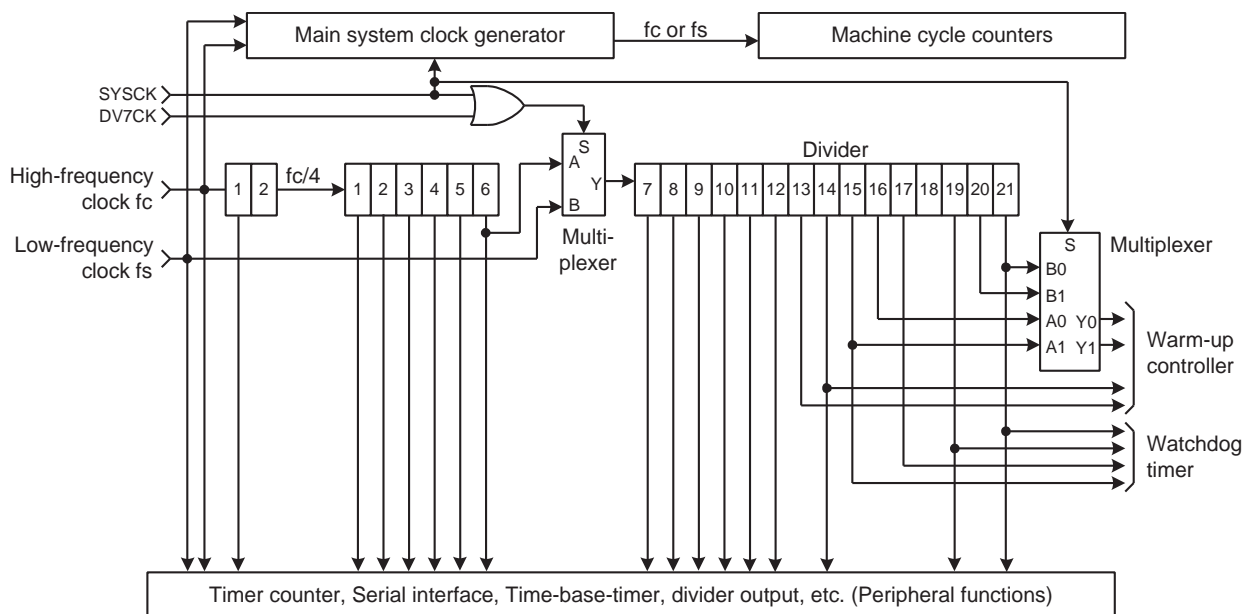 Main system clock generator
fc or fs
Machine cycle counters
SYSCK
DV7CK
High-frequency
clock fc
1 2
fc/4
1 2 3 4 5 6
S
A
Y
B
Multi-
plexer
Divider
7 8 9 10 11 12 13 14 15 16 17 18 19 20 21
Low-frequency
clock fs
S
B0
B1
A0 Y0
A1 Y1
Multiplexer
Warm-up
controller
Watchdog
timer
Timer counter, Serial interface, Time-base-timer, divider output, etc. (Peripheral functions)